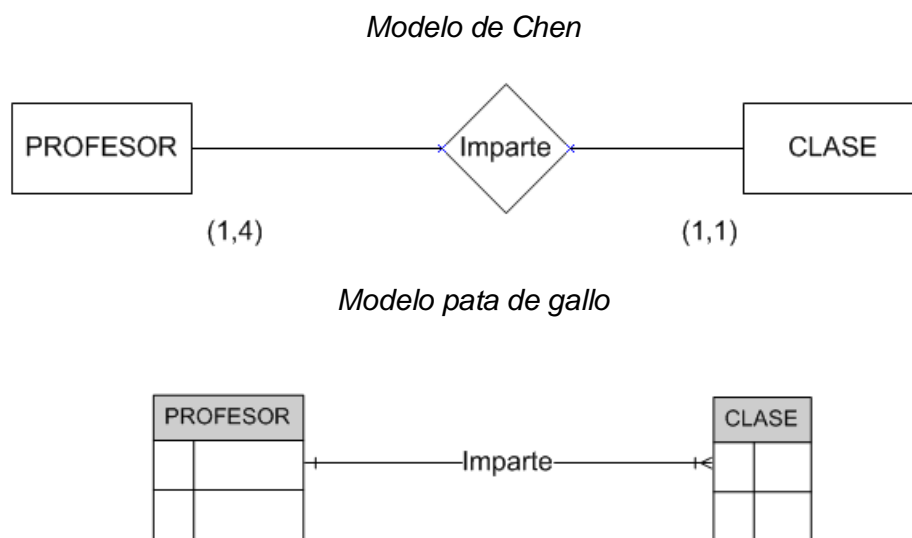 Modelo de Chen
PROFESOR Imparte CLASE
(1,4) (1,1)
Modelo pata de gallo
PROFESOR CLASE
Imparte